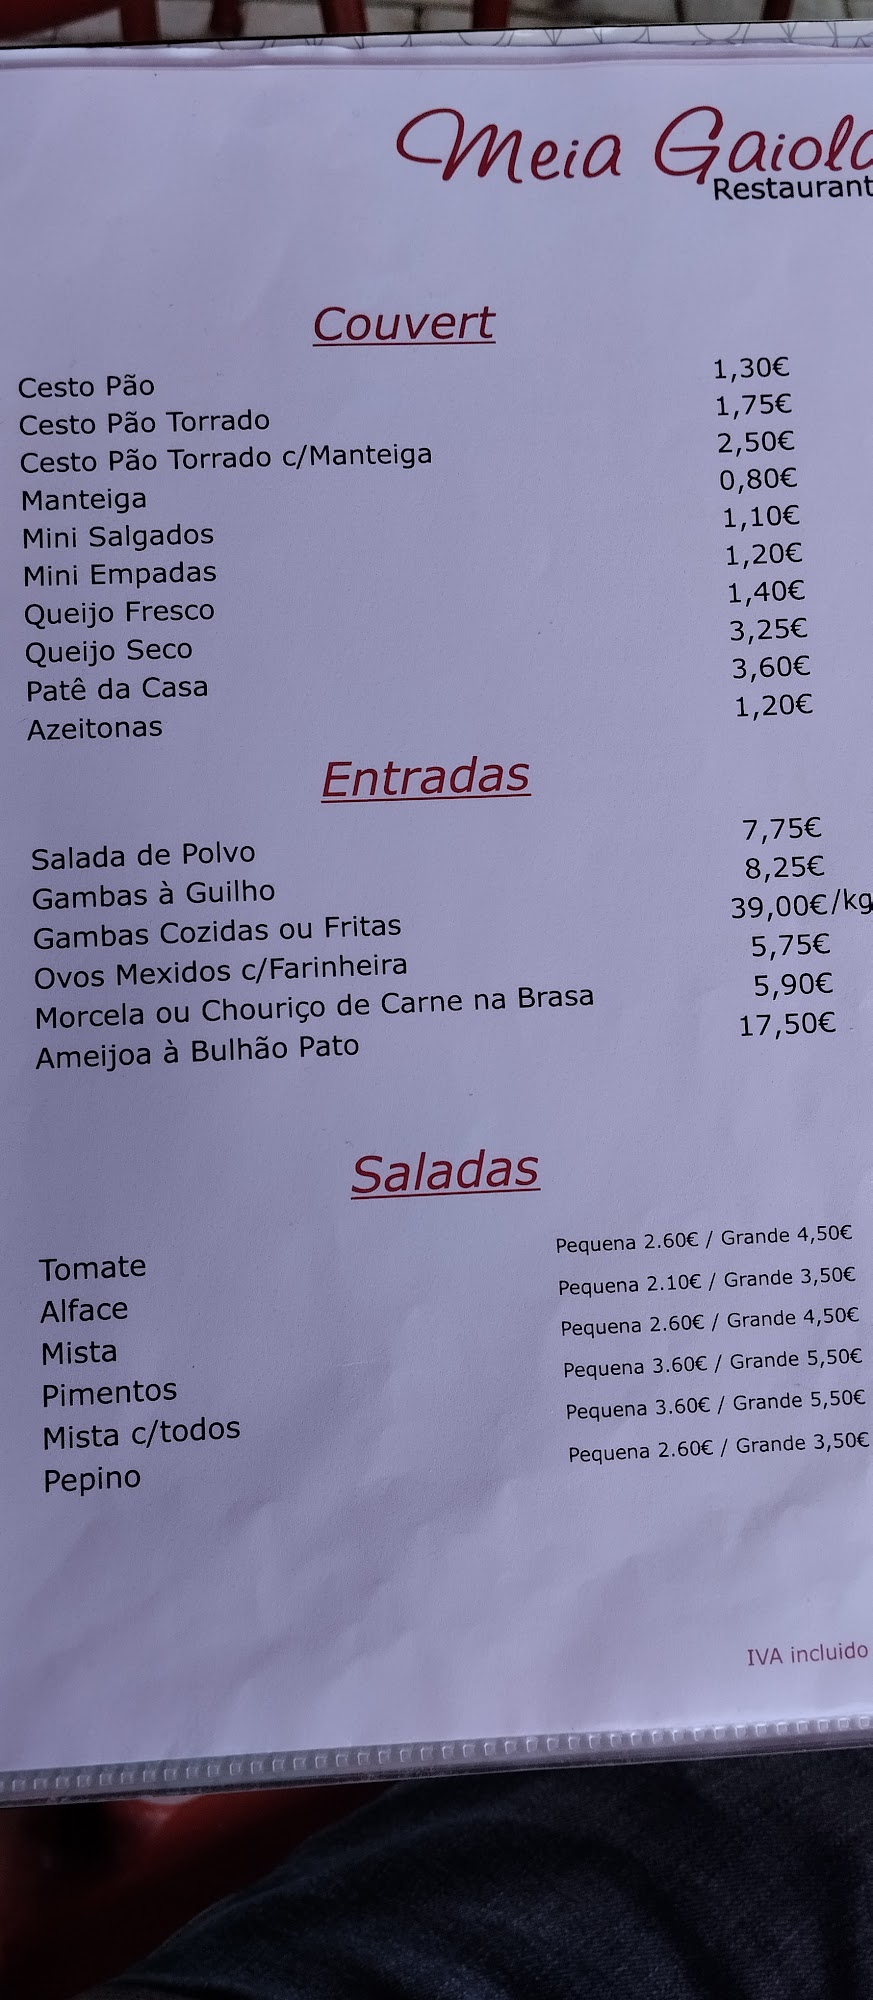 Meia Gaiola
Restaurant
Couvert
Cesto Pão 1,30€
Cesto Pão Torrado 1,75€
Cesto Pão Torrado c/Manteiga 2,50€
Manteiga 0,80€
Mini Salgados 1,10€
Mini Empadas 1,20€
Queijo Fresco 1,40€
Queijo Seco 3,25€
Patê da Casa 3,60€
Azeitonas 1,20€
Entradas
Salada de Polvo 7,75€
Gambas à Guilho 8,25€
Gambas Cozidas ou Fritas 39,00€/kg
Ovos Mexidos c/Farinheira 5,75€
Morcela ou Chouriço de Carne na Brasa 5,90€
Ameijoa à Bulhão Pato 17,50€
Saladas
Tomate Pequena 2.60€ / Grande 4,50€
Alface Pequena 2.10€ / Grande 3,50€
Mista Pequena 2.60€ / Grande 4,50€
Pimentos Pequena 3.60€ / Grande 5,50€
Mista c/todos Pequena 3.60€ / Grande 5,50€
Pepino Pequena 2.60€ / Grande 3,50€
IVA incluido